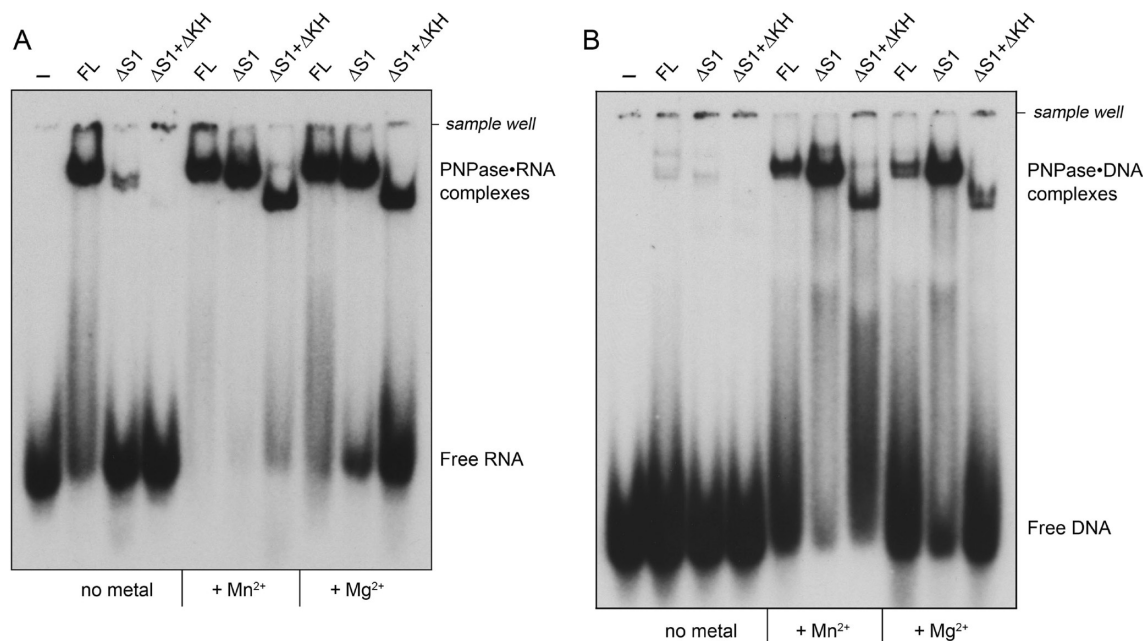 A
– FL ΔS1 ΔS1+ΔKH FL ΔS1 ΔS1+ΔKH FL ΔS1 ΔS1+ΔKH
sample well
PNPase•RNA
complexes
Free RNA
no metal + Mn²⁺ + Mg²⁺
B
– FL ΔS1 ΔS1+ΔKH FL ΔS1 ΔS1+ΔKH FL ΔS1 ΔS1+ΔKH
sample well
PNPase•DNA
complexes
Free DNA
no metal + Mn²⁺ + Mg²⁺